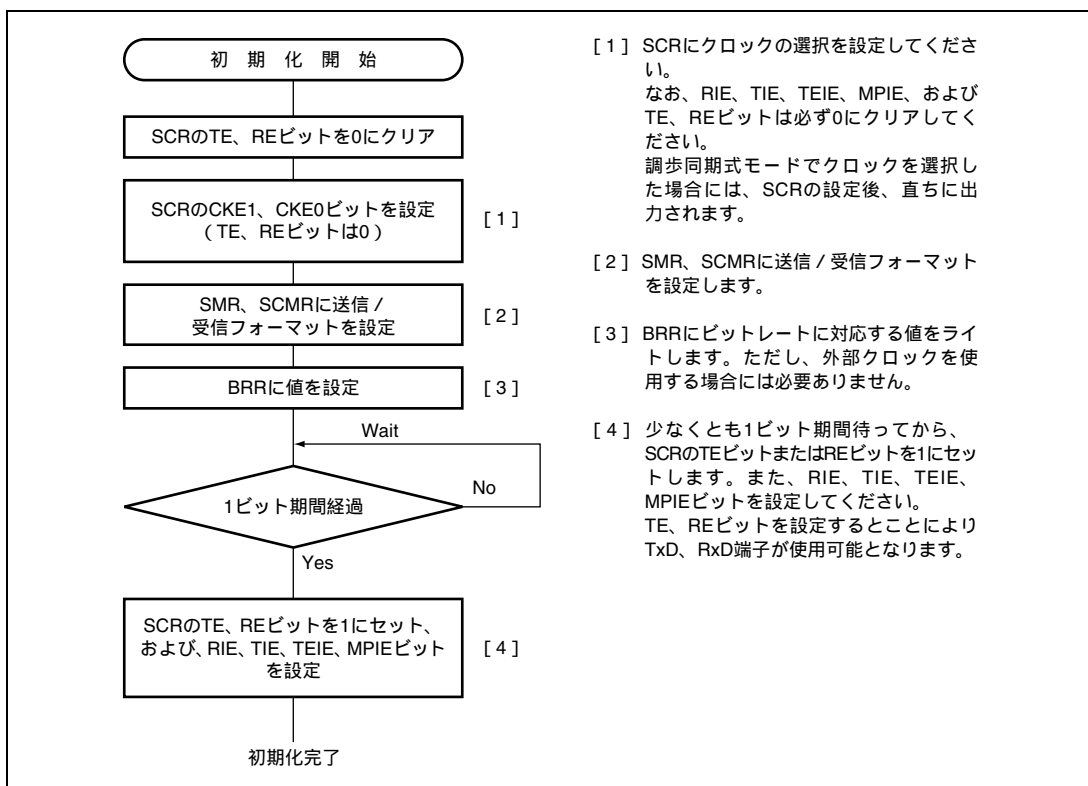 初 期 化 開 始
SCRのTE、REビットを0にクリア
SCRのCKE1、CKE0ビットを設定
（TE、REビットは0）
[1]
SMR、SCMRに送信／
受信フォーマットを設定
[2]
BRRに値を設定
[3]
Wait
1ビット期間経過
No
Yes
SCRのTE、REビットを1にセット、
および、RIE、TIE、TEIE、MPIEビット
を設定
[4]
初期化完了
[1] SCRにクロックの選択を設定してくださ
い。
なお、RIE、TIE、TEIE、MPIE、および
TE、REビットは必ず0にクリアしてく
ださい。
調歩同期式モードでクロックを選択し
た場合には、SCRの設定後、直ちに出
力されます。
[2] SMR、SCMRに送信／受信フォーマット
を設定します。
[3] BRRにビットレートに対応する値をライ
トします。ただし、外部クロックを使
用する場合には必要ありません。
[4] 少なくとも1ビット期間待ってから、
SCRのTEビットまたはREビットを1にセッ
トします。また、RIE、TIE、TEIE、
MPIEビットを設定してください。
TE、REビットを設定するとことにより
TxD、RxD端子が使用可能となります。